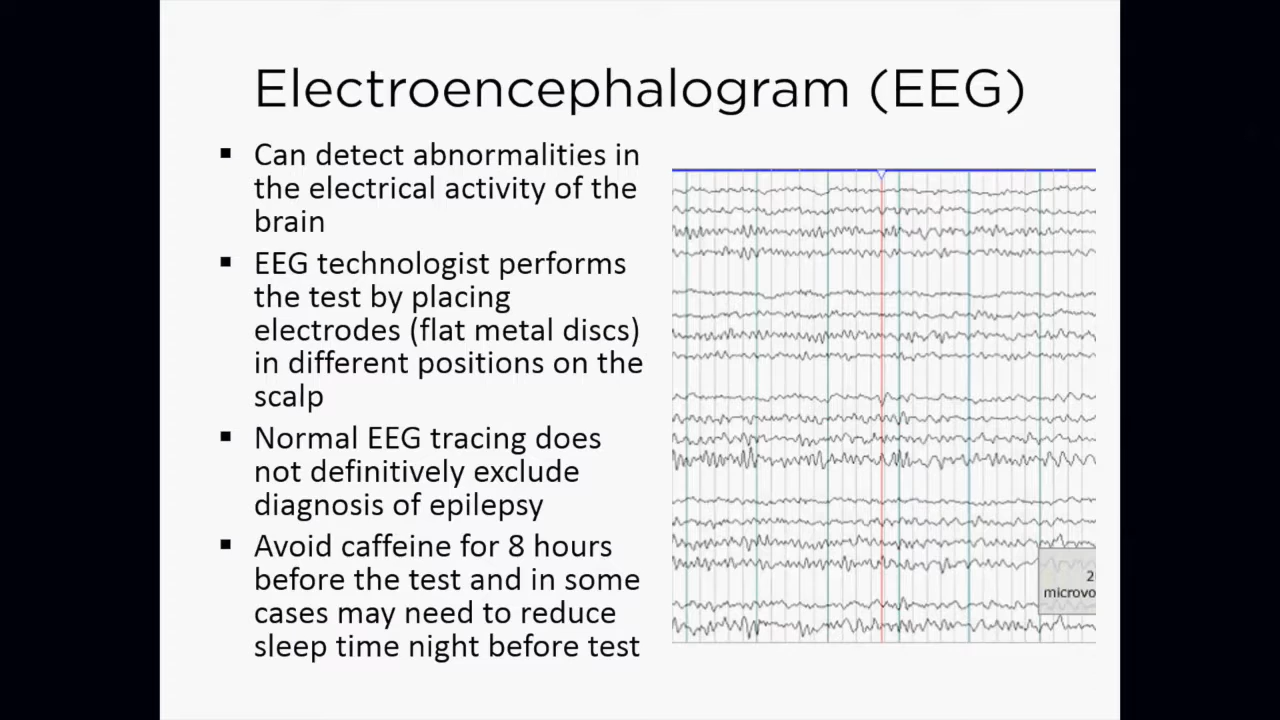 Electroencephalogram (EEG)
▪ Can detect abnormalities in
the electrical activity of the
brain
▪ EEG technologist performs
the test by placing
electrodes (flat metal discs)
in different positions on the
scalp
▪ Normal EEG tracing does
not definitively exclude
diagnosis of epilepsy
▪ Avoid caffeine for 8 hours
before the test and in some
cases may need to reduce
sleep time night before test
2
microvo